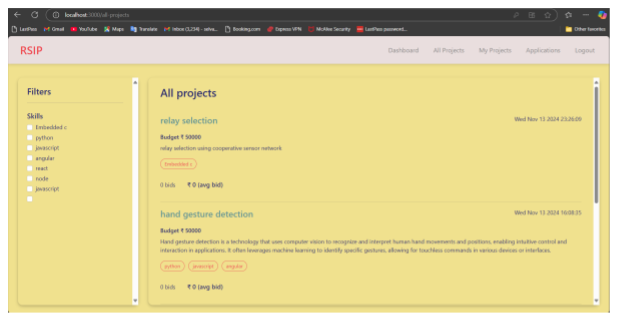 localhost:3000/all-projects
LastPass Gmail YouTube Maps Translate Booking.com Express VPN McAfee Security LastPass password... Other favorites
RSIP Dashboard All Projects My Projects Applications Logout
Filters
Skills
Embedded c
python
javascript
angular
react
node
javascript
All projects
relay selection Wed Nov 13 2024 23:26:09
Budget ₹ 50000
relay selection using cooperative sensor network
Embedded c
0 bids ₹ 0 (avg bid)
hand gesture detection Wed Nov 13 2024 16:08:35
Budget ₹ 50000
Hand gesture detection is a technology that uses computer vision to recognize and interpret human hand movements and positions, enabling intuitive control and
interaction in applications. It often leverages machine learning to identify specific gestures, allowing for touchless commands in various devices or interfaces.
python javascript angular
0 bids ₹ 0 (avg bid)